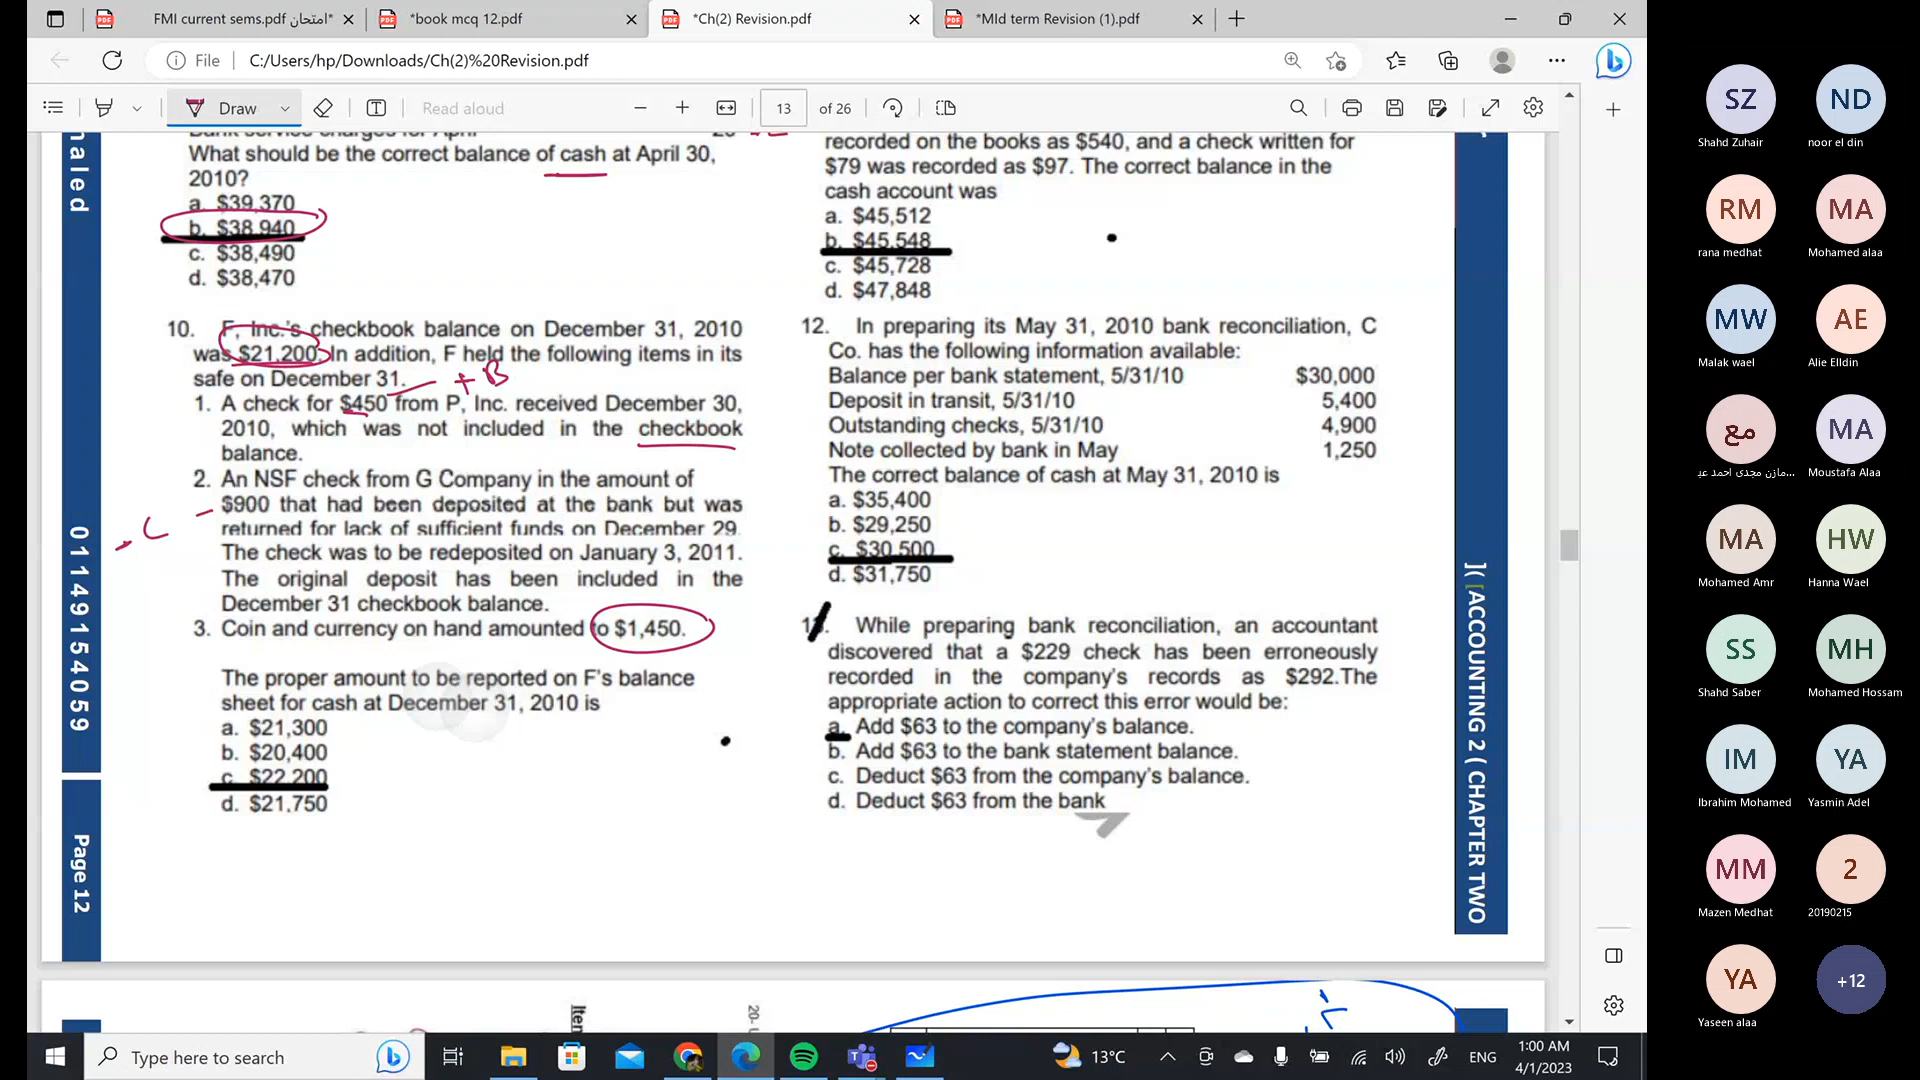 FMI current sems.pdf امتحان*
*book mcq 12.pdf
*Ch(2) Revision.pdf
*MId term Revision (1).pdf
File
C:/Users/hp/Downloads/Ch(2)%20Revision.pdf
Draw
Read aloud
13
of 26
haled
01149154059
Page 12
Bank service charges for April 20
What should be the correct balance of cash at April 30,
2010?
a. $39,370
b. $38,940
c. $38,490
d. $38,470
10. F, Inc.'s checkbook balance on December 31, 2010
was $21,200. In addition, F held the following items in its
safe on December 31.
+ B
1. A check for $450 from P, Inc. received December 30,
2010, which was not included in the checkbook
balance.
2. An NSF check from G Company in the amount of
$900 that had been deposited at the bank but was
returned for lack of sufficient funds on December 29.
The check was to be redeposited on January 3, 2011.
The original deposit has been included in the
December 31 checkbook balance.
3. Coin and currency on hand amounted to $1,450.
The proper amount to be reported on F's balance
sheet for cash at December 31, 2010 is
a. $21,300
b. $20,400
c. $22,200
d. $21,750
recorded on the books as $540, and a check written for
$79 was recorded as $97. The correct balance in the
cash account was
a. $45,512
b. $45,548
c. $45,728
d. $47,848
12. In preparing its May 31, 2010 bank reconciliation, C
Co. has the following information available:
Balance per bank statement, 5/31/10 $30,000
Deposit in transit, 5/31/10 5,400
Outstanding checks, 5/31/10 4,900
Note collected by bank in May 1,250
The correct balance of cash at May 31, 2010 is
a. $35,400
b. $29,250
c. $30,500
d. $31,750
13. While preparing bank reconciliation, an accountant
discovered that a $229 check has been erroneously
recorded in the company's records as $292.The
appropriate action to correct this error would be:
a. Add $63 to the company's balance.
b. Add $63 to the bank statement balance.
c. Deduct $63 from the company's balance.
d. Deduct $63 from the bank
]( [ACCOUNTING 2 ( CHAPTER TWO
Item
20-
SZ
Shahd Zuhair
ND
noor el din
RM
rana medhat
MA
Mohamed alaa
MW
Malak wael
AE
Alie Elldin
مع
مازن مجدى احمد عبد...
MA
Moustafa Alaa
MA
Mohamed Amr
HW
Hanna Wael
SS
Shahd Saber
MH
Mohamed Hossam
IM
Ibrahim Mohamed
YA
Yasmin Adel
MM
Mazen Medhat
2
20190215
YA
Yaseen alaa
+12
Type here to search
13°C
ENG
1:00 AM
4/1/2023